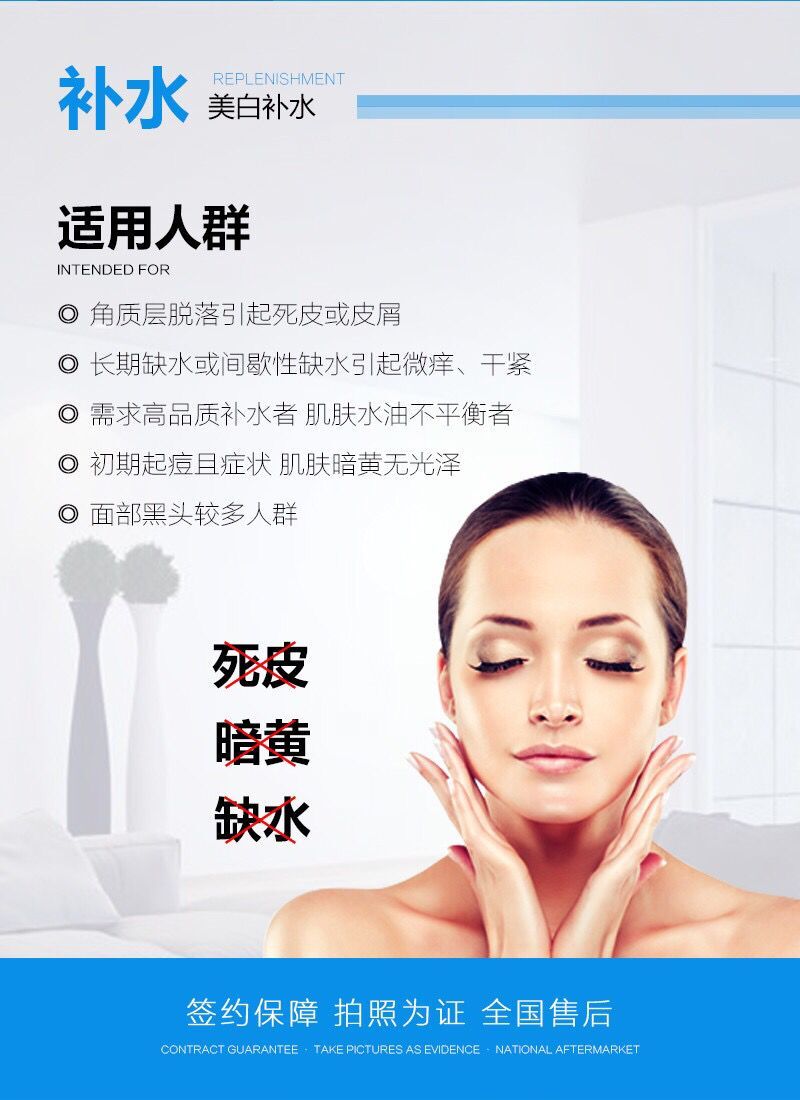 补水
REPLENISHMENT
美白补水
适用人群
INTENDED FOR
◎ 角质层脱落引起死皮或皮屑
◎ 长期缺水或间歇性缺水引起微痒、干紧
◎ 需求高品质补水者 肌肤水油不平衡者
◎ 初期起痘且症状 肌肤暗黄无光泽
◎ 面部黑头较多人群
死皮
暗黄
缺水
签约保障 拍照为证 全国售后
CONTRACT GUARANTEE · TAKE PICTURES AS EVIDENCE · NATIONAL AFTERMARKET